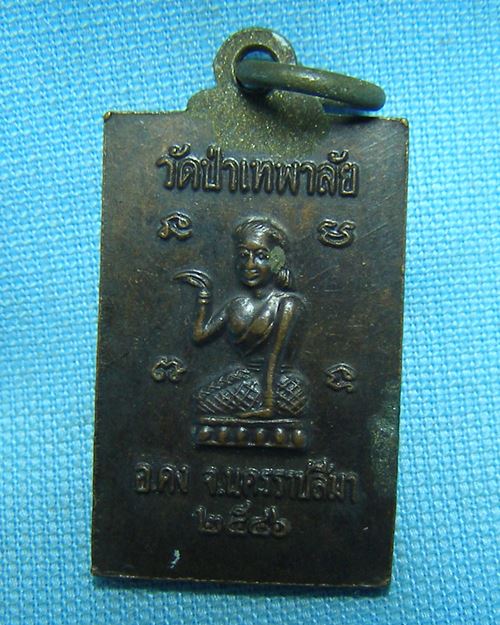 วัดป่าเทพาลัย
อ.คง จ.นครราชสีมา
๒๕๔๖